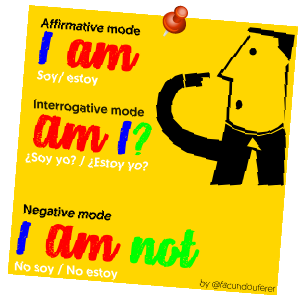 Affirmative mode
I am
Soy/ estoy
Interrogative mode
am I?
¿Soy yo? / ¿Estoy yo?
Negative mode
I am not
No soy / No estoy
by @facundouferer